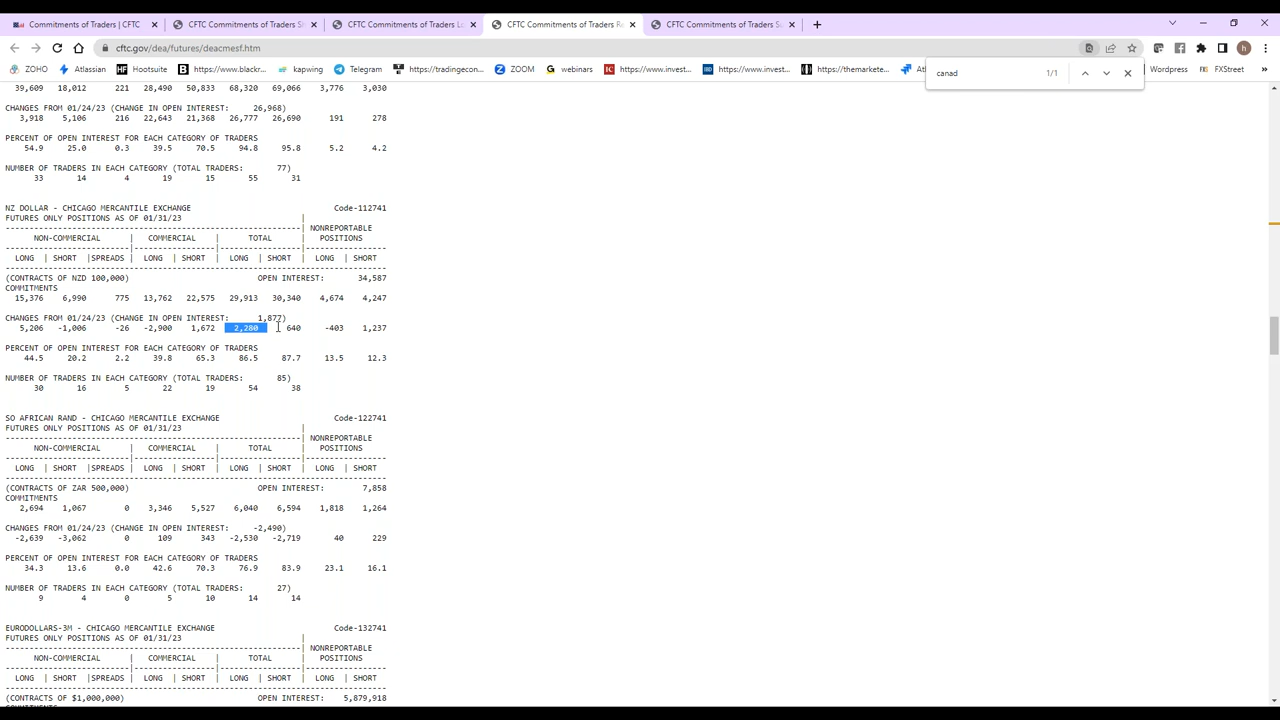 Commitments of Traders | CFTC
CFTC Commitments of Traders Sh
CFTC Commitments of Traders Lo
CFTC Commitments of Traders Re
CFTC Commitments of Traders Su
cftc.gov/dea/futures/deacmesf.htm
canad 1/1
ZOHO Atlassian Hootsuite https://www.blackr... kapwing Telegram https://tradingecon... ZOOM webinars https://www.invest... https://www.invest... https://themarkete... Atl Wordpress FXStreet
39,609 18,012 221 28,490 50,833 68,320 69,066 3,776 3,030
CHANGES FROM 01/24/23 (CHANGE IN OPEN INTEREST: 26,968)
3,918 5,106 216 22,643 21,368 26,777 26,690 191 278
PERCENT OF OPEN INTEREST FOR EACH CATEGORY OF TRADERS
54.9 25.0 0.3 39.5 70.5 94.8 95.8 5.2 4.2
NUMBER OF TRADERS IN EACH CATEGORY (TOTAL TRADERS: 77)
33 14 4 19 15 55 31
NZ DOLLAR - CHICAGO MERCANTILE EXCHANGE Code-112741
FUTURES ONLY POSITIONS AS OF 01/31/23 |
--------------------------------------------------------------| NONREPORTABLE
NON-COMMERCIAL | COMMERCIAL | TOTAL | POSITIONS
LONG | SHORT |SPREADS | LONG | SHORT | LONG | SHORT | LONG | SHORT
(CONTRACTS OF NZD 100,000) OPEN INTEREST: 34,587
COMMITMENTS
15,376 6,990 775 13,762 22,575 29,913 30,340 4,674 4,247
CHANGES FROM 01/24/23 (CHANGE IN OPEN INTEREST: 1,877)
5,206 -1,006 -26 -2,900 1,672 2,280 640 -403 1,237
PERCENT OF OPEN INTEREST FOR EACH CATEGORY OF TRADERS
44.5 20.2 2.2 39.8 65.3 86.5 87.7 13.5 12.3
NUMBER OF TRADERS IN EACH CATEGORY (TOTAL TRADERS: 85)
30 16 5 22 19 54 38
SO AFRICAN RAND - CHICAGO MERCANTILE EXCHANGE Code-122741
FUTURES ONLY POSITIONS AS OF 01/31/23 |
--------------------------------------------------------------| NONREPORTABLE
NON-COMMERCIAL | COMMERCIAL | TOTAL | POSITIONS
LONG | SHORT |SPREADS | LONG | SHORT | LONG | SHORT | LONG | SHORT
(CONTRACTS OF ZAR 500,000) OPEN INTEREST: 7,858
COMMITMENTS
2,694 1,067 0 3,346 5,527 6,040 6,594 1,818 1,264
CHANGES FROM 01/24/23 (CHANGE IN OPEN INTEREST: -2,490)
-2,639 -3,062 0 109 343 -2,530 -2,719 40 229
PERCENT OF OPEN INTEREST FOR EACH CATEGORY OF TRADERS
34.3 13.6 0.0 42.6 70.3 76.9 83.9 23.1 16.1
NUMBER OF TRADERS IN EACH CATEGORY (TOTAL TRADERS: 27)
9 4 0 5 10 14 14
EURODOLLARS-3M - CHICAGO MERCANTILE EXCHANGE Code-132741
FUTURES ONLY POSITIONS AS OF 01/31/23 |
--------------------------------------------------------------| NONREPORTABLE
NON-COMMERCIAL | COMMERCIAL | TOTAL | POSITIONS
LONG | SHORT |SPREADS | LONG | SHORT | LONG | SHORT | LONG | SHORT
(CONTRACTS OF $1,000,000) OPEN INTEREST: 5,879,918